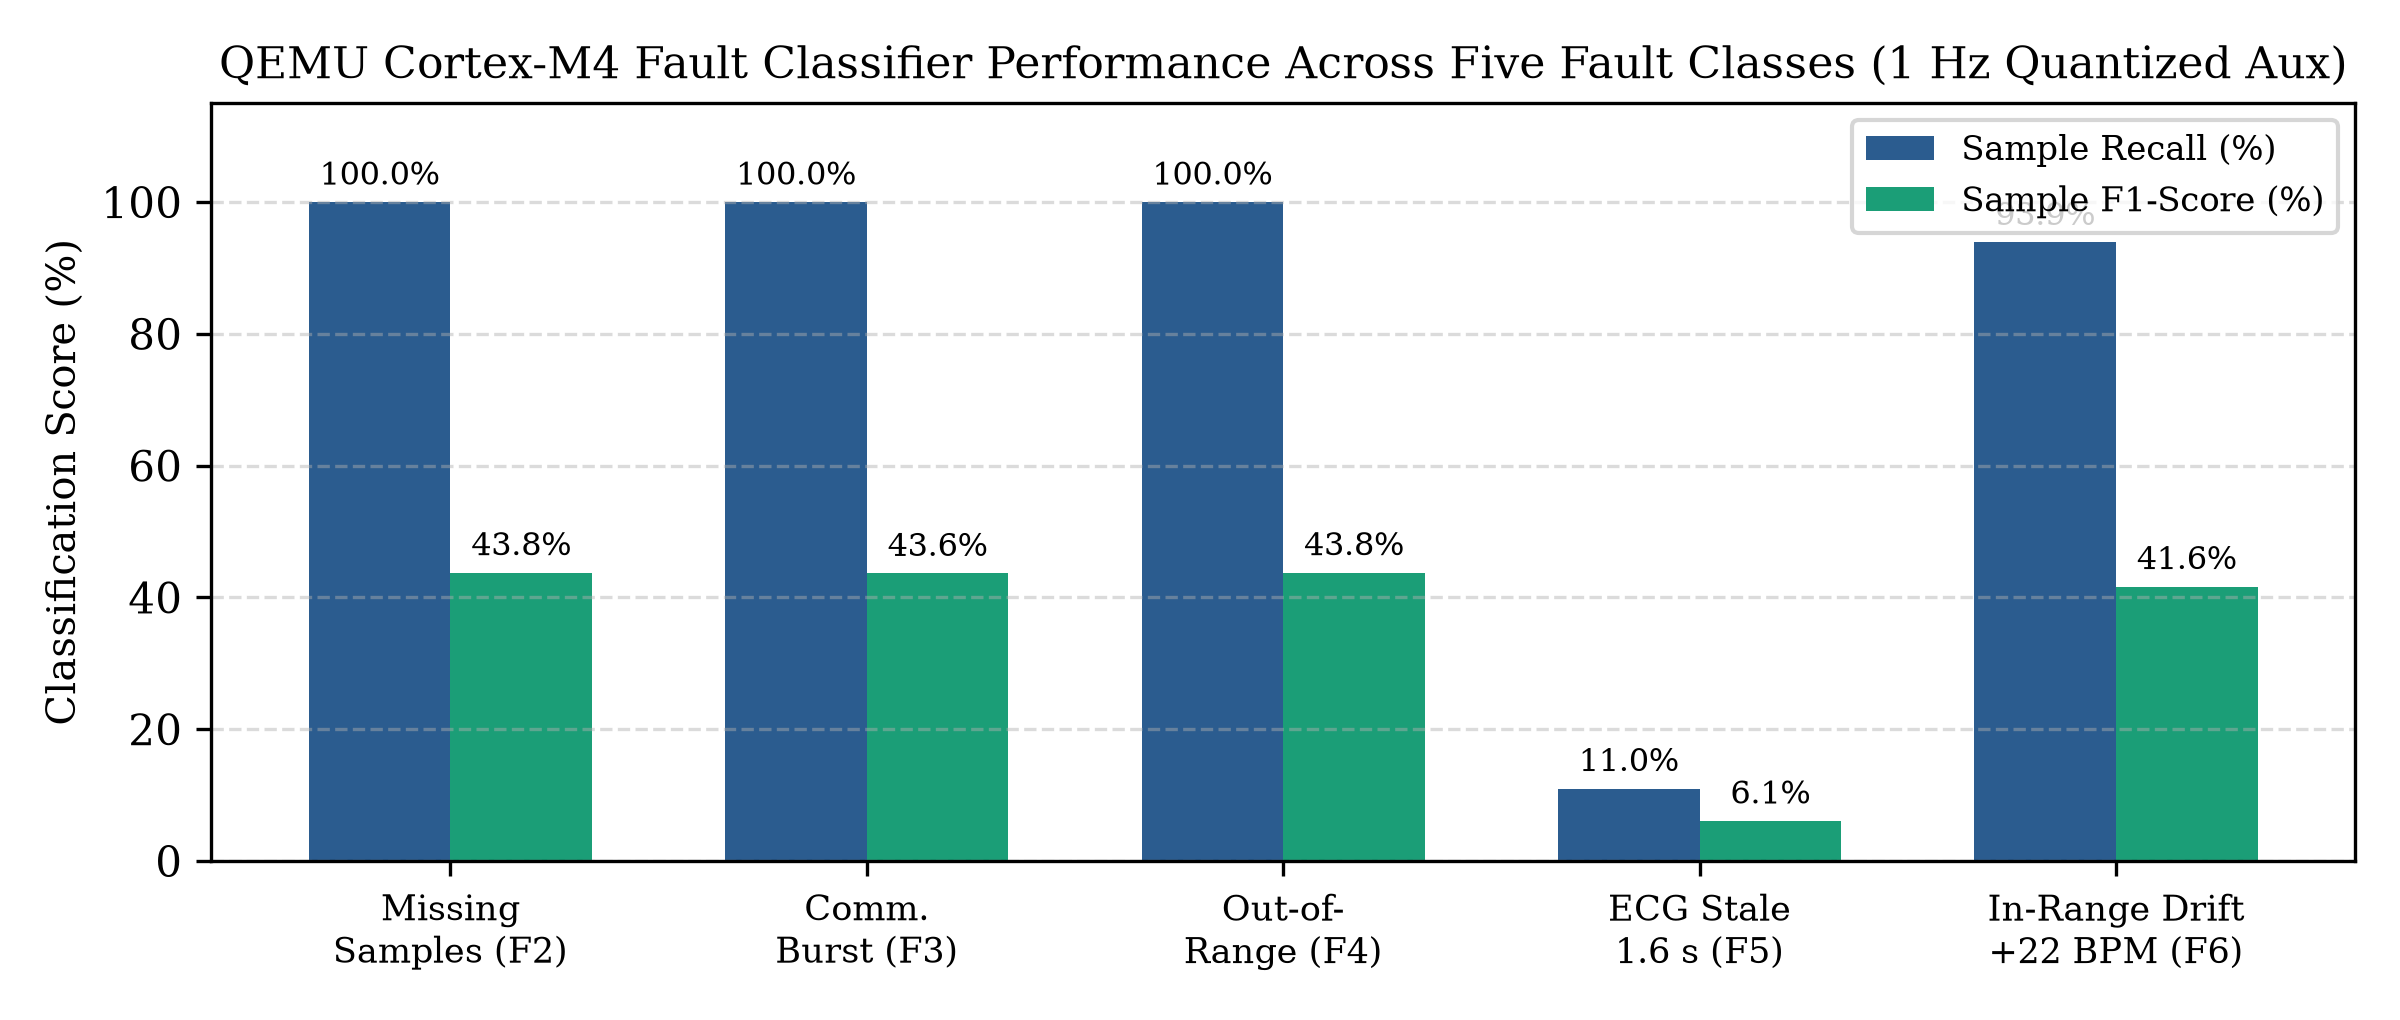 QEMU Cortex-M4 Fault Classifier Performance Across Five Fault Classes (1 Hz Quantized Aux)
Sample Recall (%)
Sample F1-Score (%)
Classification Score (%)
100
80
60
40
20
0
100.0%
43.8%
100.0%
43.6%
100.0%
43.8%
11.0%
6.1%
93.9%
41.6%
Missing
Samples (F2)
Comm.
Burst (F3)
Out-of-
Range (F4)
ECG Stale
1.6 s (F5)
In-Range Drift
+22 BPM (F6)